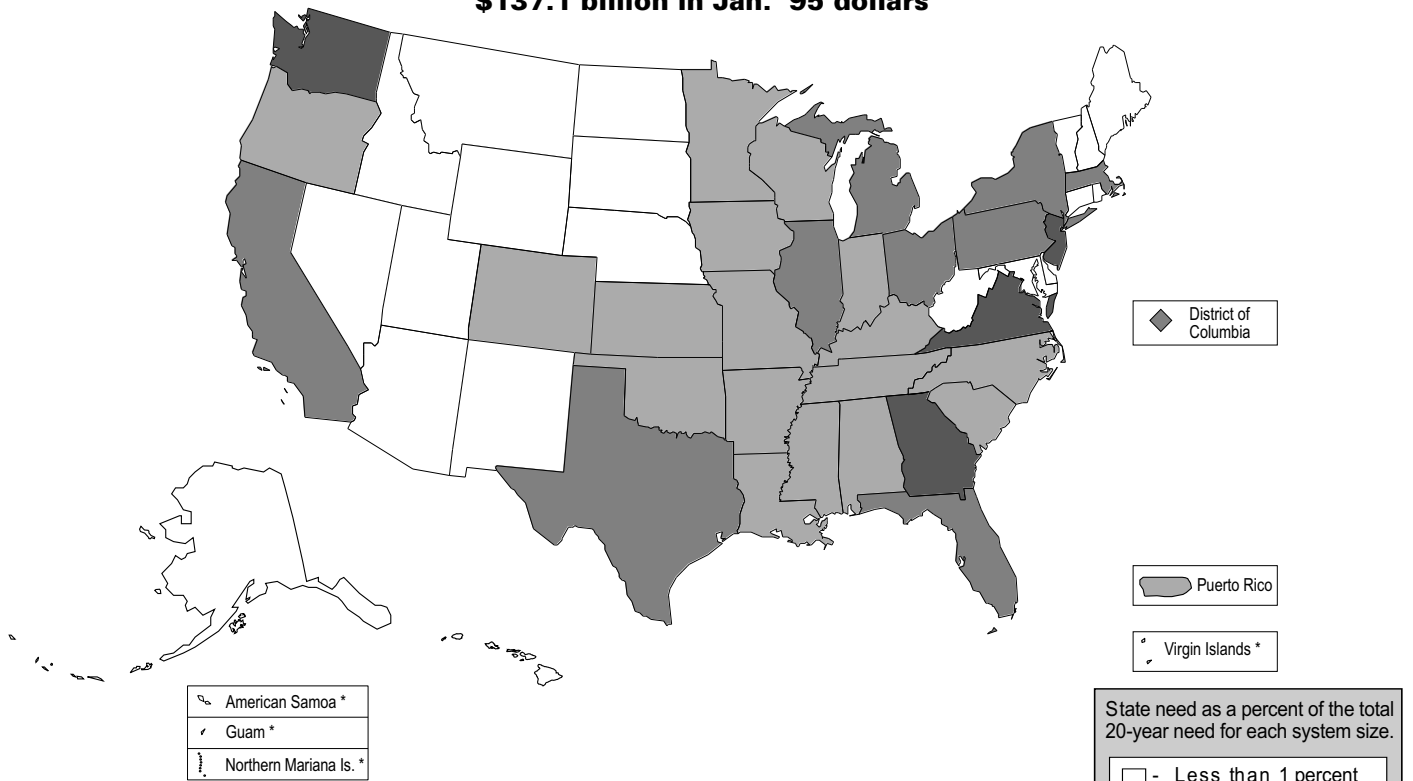 $137.1 billion in Jan. '95 dollars
District of
Columbia
Puerto Rico
Virgin Islands *
American Samoa *
Guam *
Northern Mariana Is. *
State need as a percent of the total
20-year need for each system size.
- Less than 1 percent